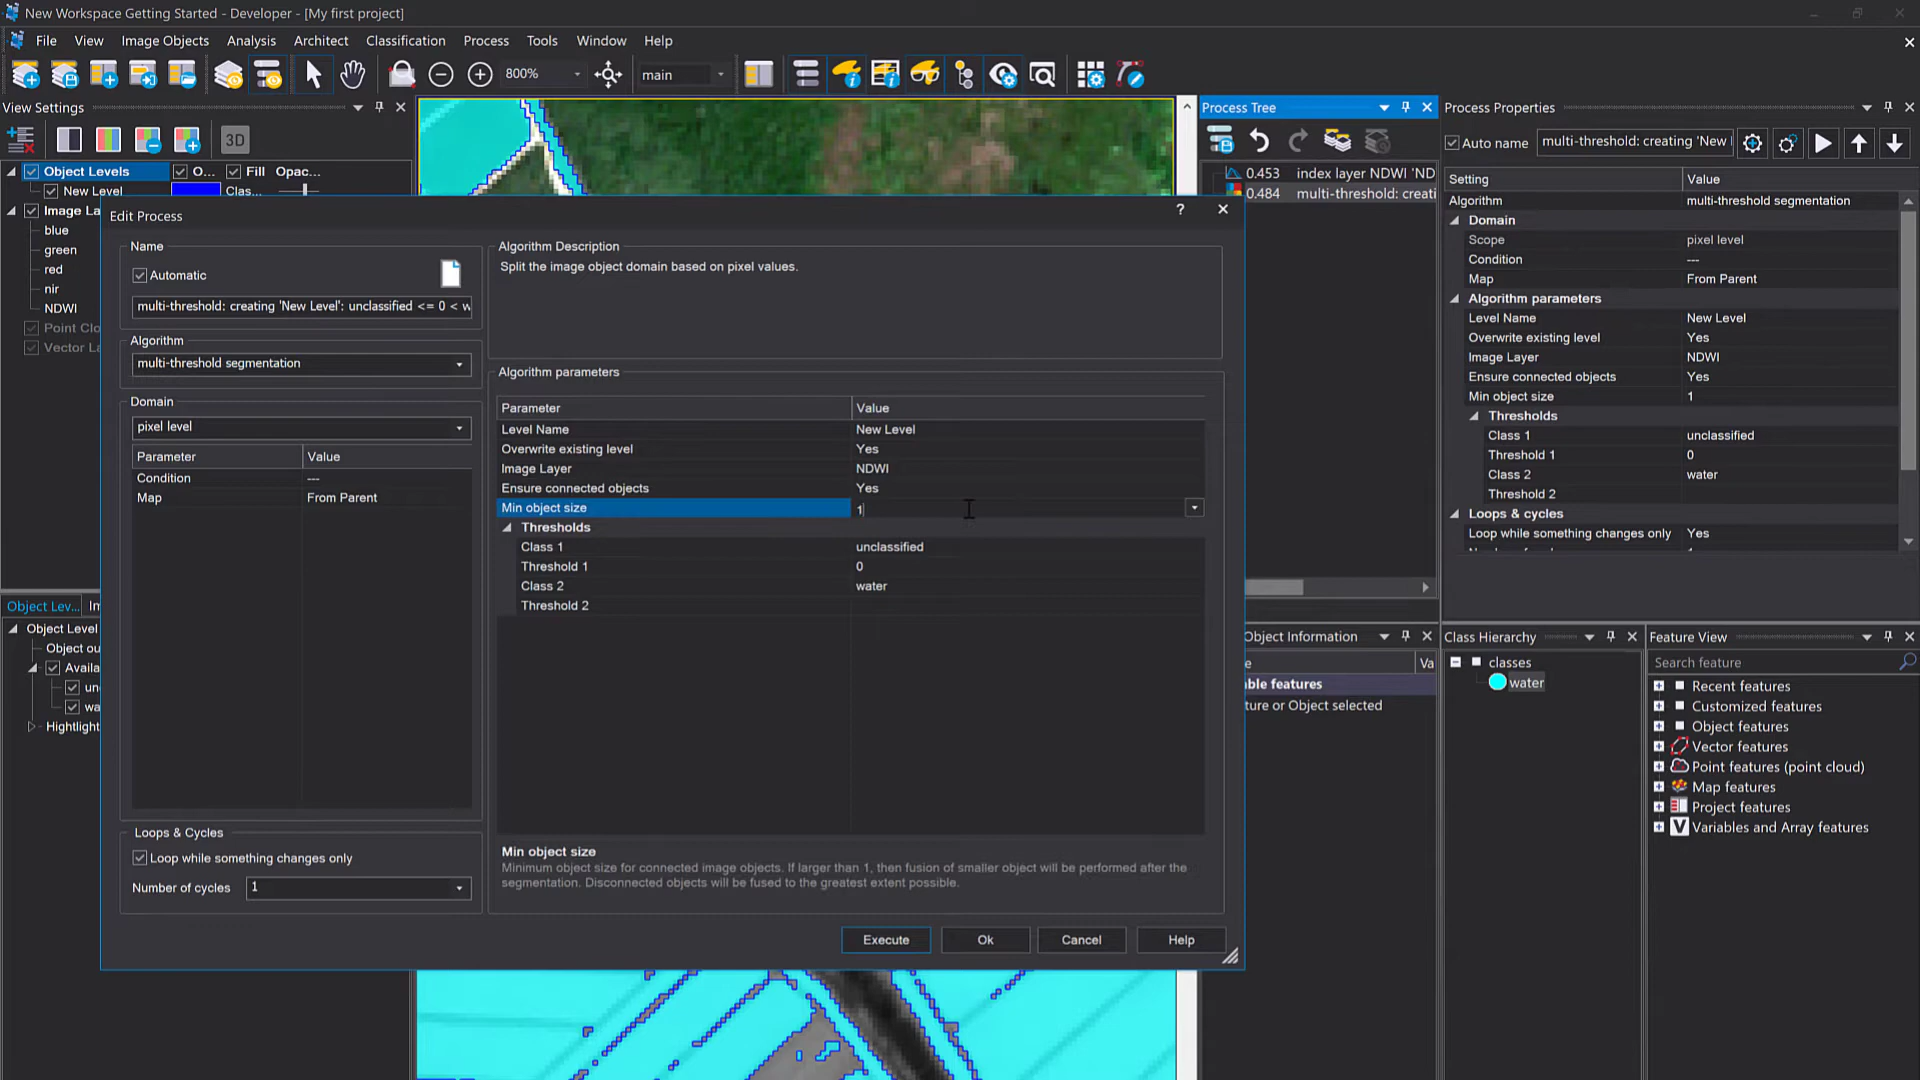 New Workspace Getting Started - Developer - [My first project]
File View Image Objects Analysis Architect Classification Process Tools Window Help
800% main
View Settings
3D
Object Levels O... Fill Opac...
New Level Clas...
Image La
blue
green
red
nir
NDWI
Point Clo
Vector La
Object Lev... In
Object Level
Object ou
Availa
un
wa
Highlight
Edit Process
?
Name
Automatic
multi-threshold: creating 'New Level': unclassified <= 0 < w
Algorithm
multi-threshold segmentation
Domain
pixel level
Parameter Value
Condition ---
Map From Parent
Loops & Cycles
Loop while something changes only
Number of cycles 1
Algorithm Description
Split the image object domain based on pixel values.
Algorithm parameters
Parameter Value
Level Name New Level
Overwrite existing level Yes
Image Layer NDWI
Ensure connected objects Yes
Min object size 1
Thresholds
Class 1 unclassified
Threshold 1 0
Class 2 water
Threshold 2
Min object size
Minimum object size for connected image objects. If larger than 1, then fusion of smaller object will be performed after the
segmentation. Disconnected objects will be fused to the greatest extent possible.
Execute Ok Cancel Help
Process Tree
0.453 index layer NDWI 'ND
0.484 multi-threshold: creati
Object Information
e Va
ble features
ture or Object selected
Process Properties
Auto name multi-threshold: creating 'New l
Setting Value
Algorithm multi-threshold segmentation
Domain
Scope pixel level
Condition ---
Map From Parent
Algorithm parameters
Level Name New Level
Overwrite existing level Yes
Image Layer NDWI
Ensure connected objects Yes
Min object size 1
Thresholds
Class 1 unclassified
Threshold 1 0
Class 2 water
Threshold 2
Loops & cycles
Loop while something changes only Yes
Class Hierarchy
classes
water
Feature View
Search feature
Recent features
Customized features
Object features
Vector features
Point features (point cloud)
Map features
Project features
V Variables and Array features